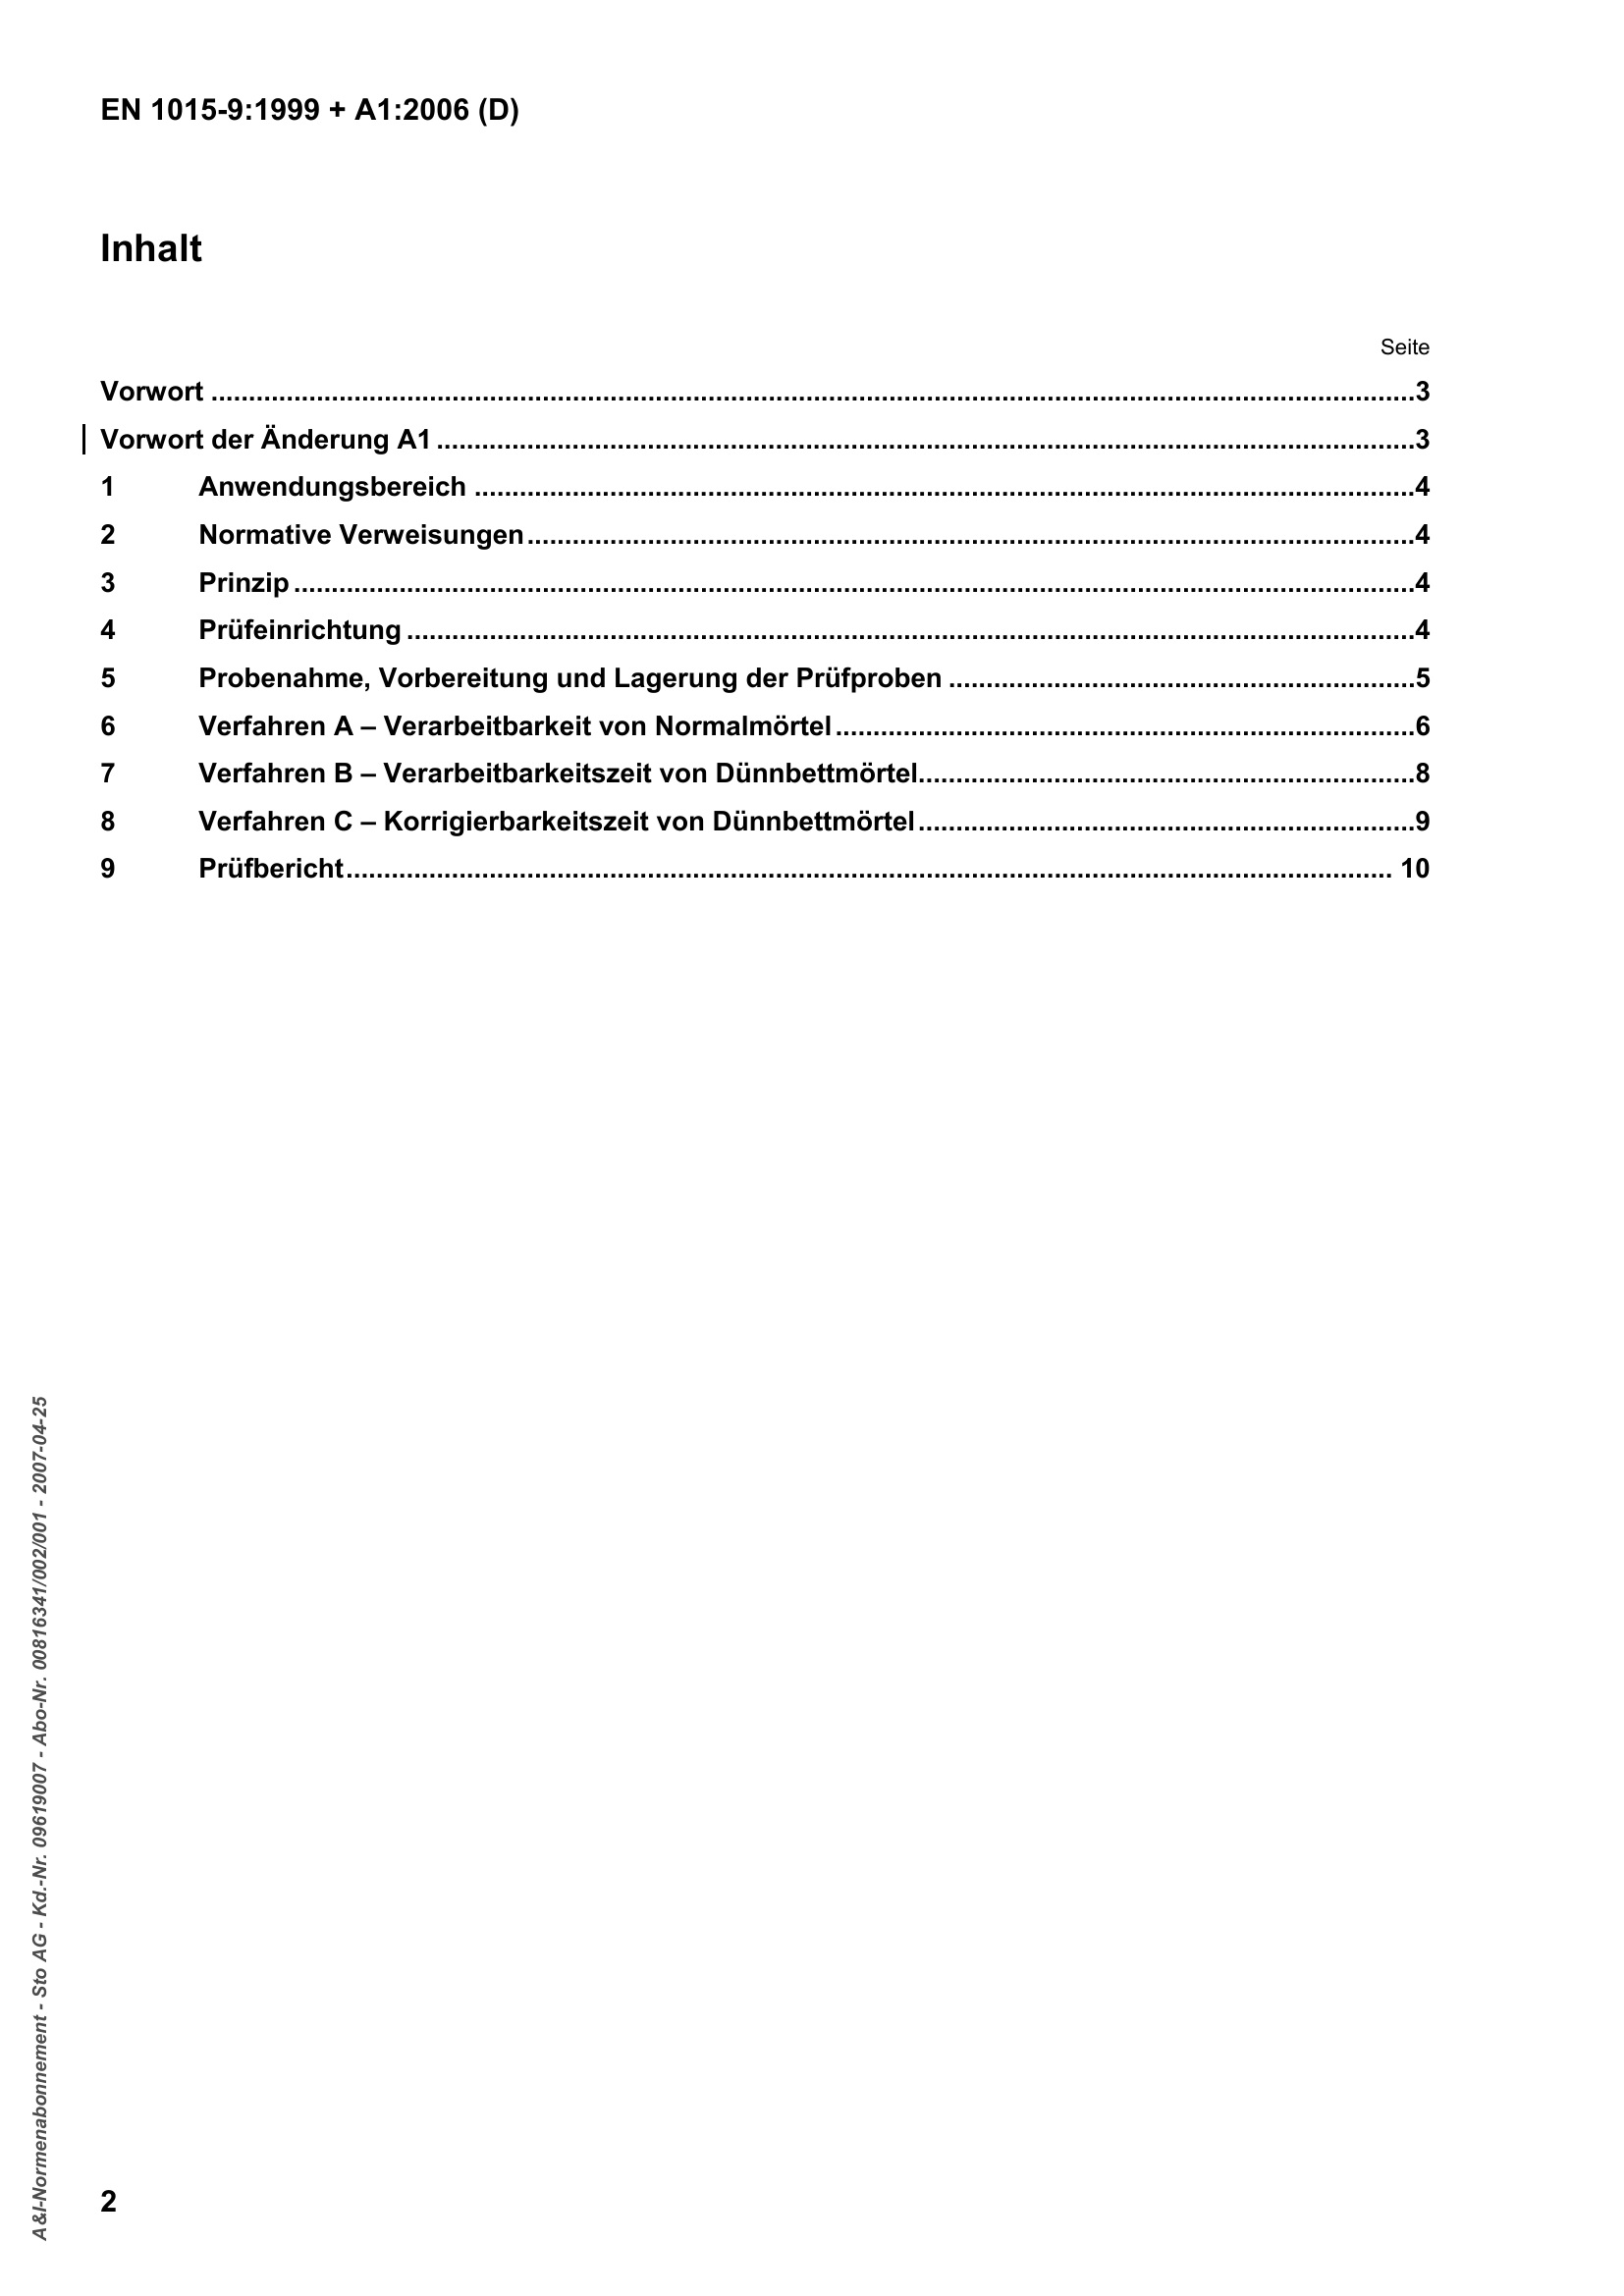 EN 1015-9:1999 + A1:2006 (D)
Inhalt
Seite
Vorwort ................................................................ 3
Vorwort der Änderung A1 ................................................................ 3
1 Anwendungsbereich ................................................................ 4
2 Normative Verweisungen ................................................................ 4
3 Prinzip ................................................................ 4
4 Prüfeinrichtung ................................................................ 4
5 Probenahme, Vorbereitung und Lagerung der Prüfproben ................................................................ 5
6 Verfahren A – Verarbeitbarkeit von Normalmörtel ................................................................ 6
7 Verfahren B – Verarbeitbarkeitszeit von Dünnbettmörtel ................................................................ 8
8 Verfahren C – Korrigierbarkeitszeit von Dünnbettmörtel ................................................................ 9
9 Prüfbericht ................................................................ 10
A&I-Normenabonnement - Sto AG - Kd.-Nr. 09619007 - Abo-Nr. 00816341/002/001 - 2007-04-25
2